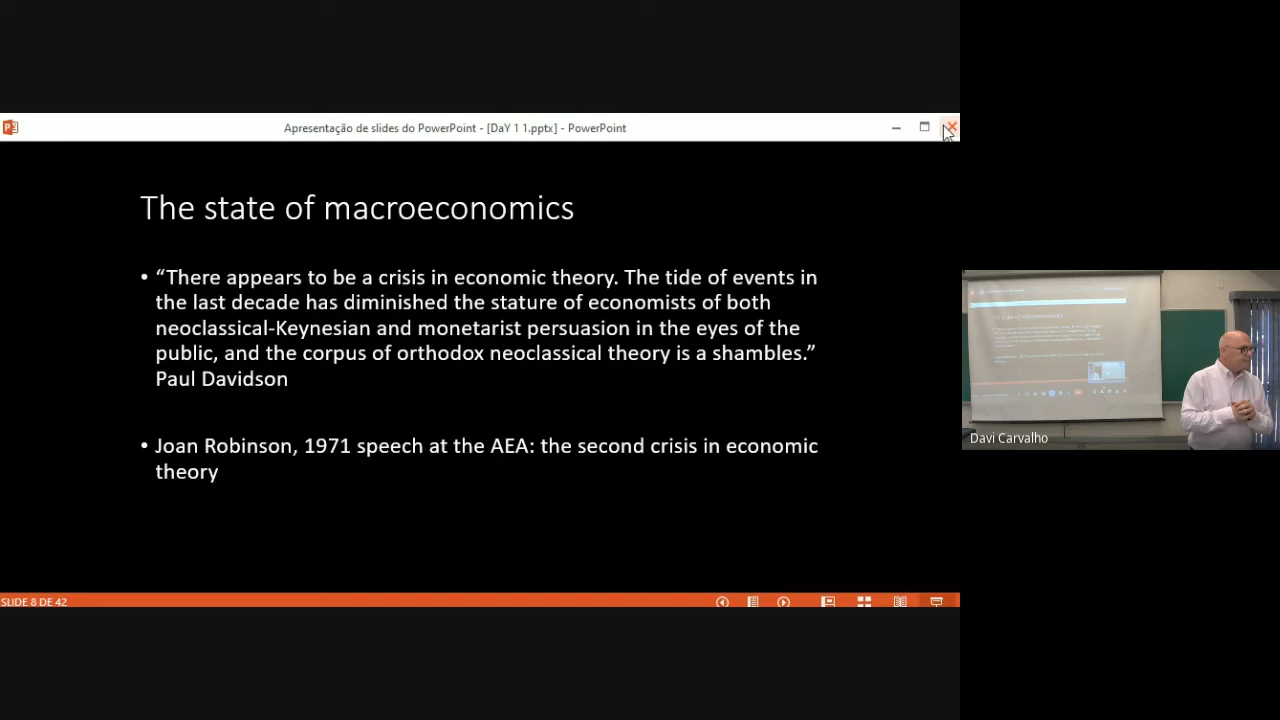 Apresentação de slides do PowerPoint - [DaY 1 1.pptx] - PowerPoint
The state of macroeconomics
• “There appears to be a crisis in economic theory. The tide of events in
the last decade has diminished the stature of economists of both
neoclassical-Keynesian and monetarist persuasion in the eyes of the
public, and the corpus of orthodox neoclassical theory is a shambles.”
Paul Davidson
• Joan Robinson, 1971 speech at the AEA: the second crisis in economic
theory
SLIDE 8 DE 42
The state of macroeconomics
Davi Carvalho